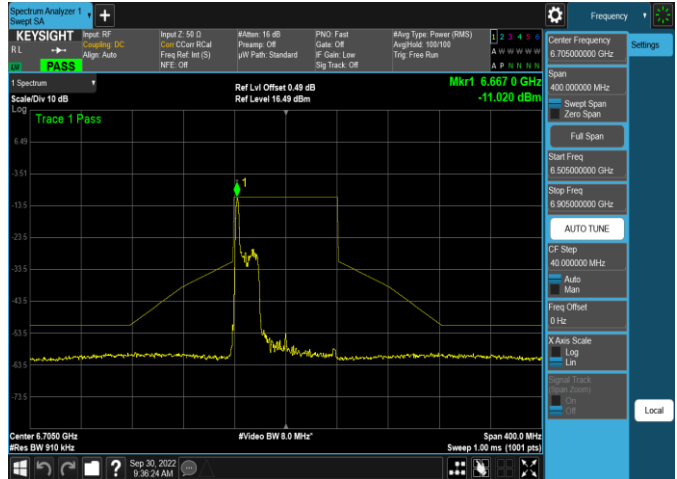 Spectrum Analyzer 1
Swept SA
Frequency
KEYSIGHT
R L
PASS
Input: RF
Coupling: DC
Align: Auto
Input Z: 50 Ω
Corr CCorr RCal
Freq Ref: Int (S)
NFE: Off
#Atten: 16 dB
Preamp: Off
µW Path: Standard
PNO: Fast
Gate: Off
IF Gain: Low
Sig Track: Off
#Avg Type: Power (RMS)
Avg|Hold: 100/100
Trig: Free Run
1 2 3 4 5 6
A W W W W W
A P N N N N
1 Spectrum
Scale/Div 10 dB
Log
Ref Lvl Offset 0.49 dB
Ref Level 16.49 dBm
Mkr1 6.667 0 GHz
-11.020 dBm
Trace 1 Pass
1
6.49
-3.51
-13.5
-23.5
-33.5
-43.5
-53.5
-63.5
-73.5
Center 6.7050 GHz
#Res BW 910 kHz
#Video BW 8.0 MHz*
Span 400.0 MHz
Sweep 1.00 ms (1001 pts)
Sep 30, 2022
9:36:24 AM
Center Frequency
6.705000000 GHz
Settings
Span
400.000000 MHz
Swept Span
Zero Span
Full Span
Start Freq
6.505000000 GHz
Stop Freq
6.905000000 GHz
AUTO TUNE
CF Step
40.000000 MHz
Auto
Man
Freq Offset
0 Hz
X Axis Scale
Log
Lin
Signal Track
(Span Zoom)
On
Off
Local